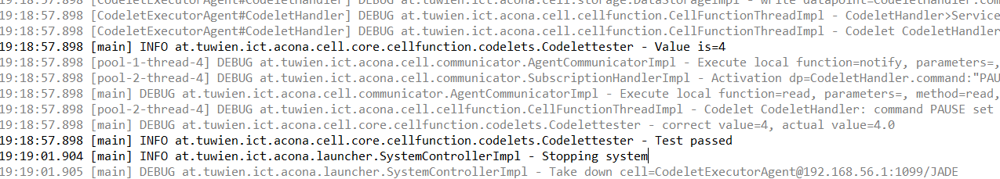 19:18:57.898 [CodeletExecutorAgent#CodeletHandler] DEBUG at.tuwien.ict.acona.cell.storage.DataStorageImpl - write datapoint=CodeletHandler.com
19:18:57.898 [CodeletExecutorAgent#CodeletHandler] DEBUG at.tuwien.ict.acona.cell.cellfunction.CellFunctionThreadImpl - CodeletHandler>Service
19:18:57.898 [CodeletExecutorAgent#CodeletHandler] DEBUG at.tuwien.ict.acona.cell.cellfunction.CellFunctionThreadImpl - Codelet CodeletHandler
19:18:57.898 [main] INFO at.tuwien.ict.acona.cell.core.cellfunction.codelets.Codelettester - Value is=4
19:18:57.898 [pool-1-thread-4] DEBUG at.tuwien.ict.acona.cell.communicator.AgentCommunicatorImpl - Execute local function=notify, parameters=,
19:18:57.898 [pool-2-thread-4] DEBUG at.tuwien.ict.acona.cell.communicator.SubscriptionHandlerImpl - Activation dp=CodeletHandler.command:"PAU
19:18:57.898 [main] DEBUG at.tuwien.ict.acona.cell.communicator.AgentCommunicatorImpl - Execute local function=read, parameters=, method=read,
19:18:57.898 [pool-2-thread-4] DEBUG at.tuwien.ict.acona.cell.cellfunction.CellFunctionThreadImpl - Codelet CodeletHandler: command PAUSE set
19:18:57.898 [main] DEBUG at.tuwien.ict.acona.cell.core.cellfunction.codelets.Codelettester - correct value=4, actual value=4.0
19:18:57.898 [main] INFO at.tuwien.ict.acona.cell.core.cellfunction.codelets.Codelettester - Test passed
19:19:01.904 [main] INFO at.tuwien.ict.acona.launcher.SystemControllerImpl - Stopping system
19:19:01.905 [main] DEBUG at.tuwien.ict.acona.launcher.SystemControllerImpl - Take down cell=CodeletExecutorAgent@192.168.56.1:1099/JADE